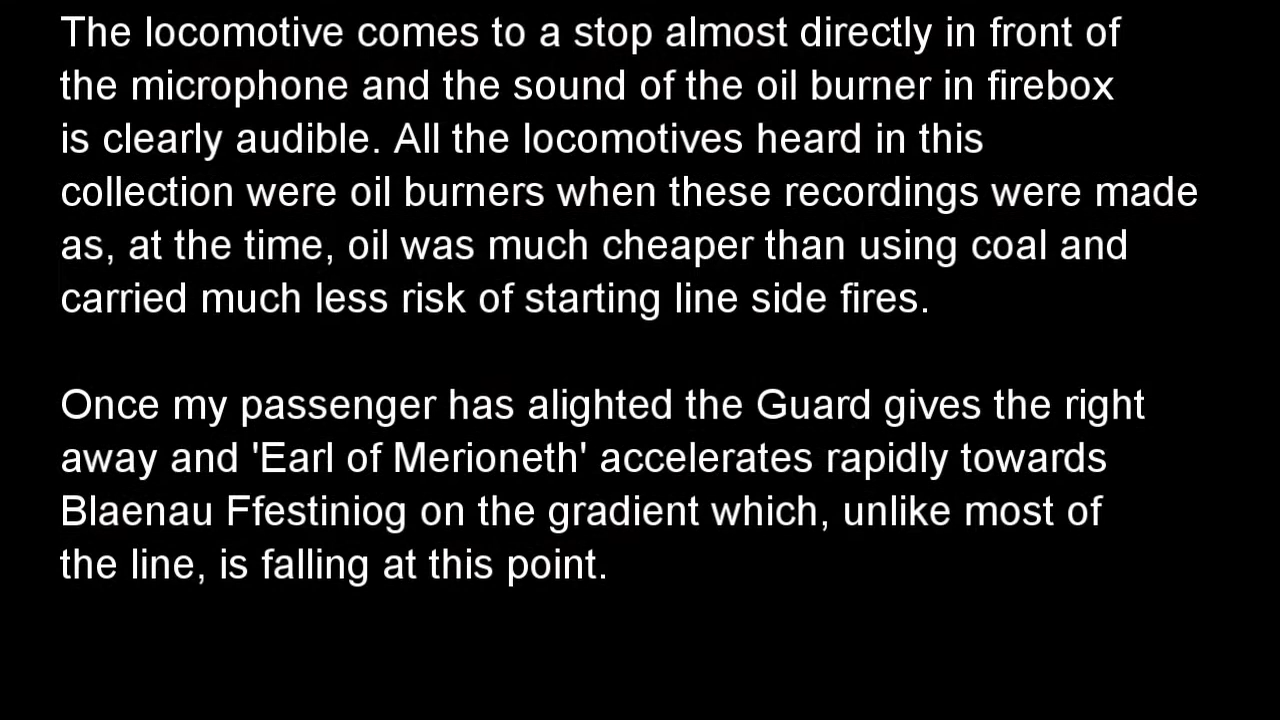 The locomotive comes to a stop almost directly in front of
the microphone and the sound of the oil burner in firebox
is clearly audible. All the locomotives heard in this
collection were oil burners when these recordings were made
as, at the time, oil was much cheaper than using coal and
carried much less risk of starting line side fires.
Once my passenger has alighted the Guard gives the right
away and 'Earl of Merioneth' accelerates rapidly towards
Blaenau Ffestiniog on the gradient which, unlike most of
the line, is falling at this point.